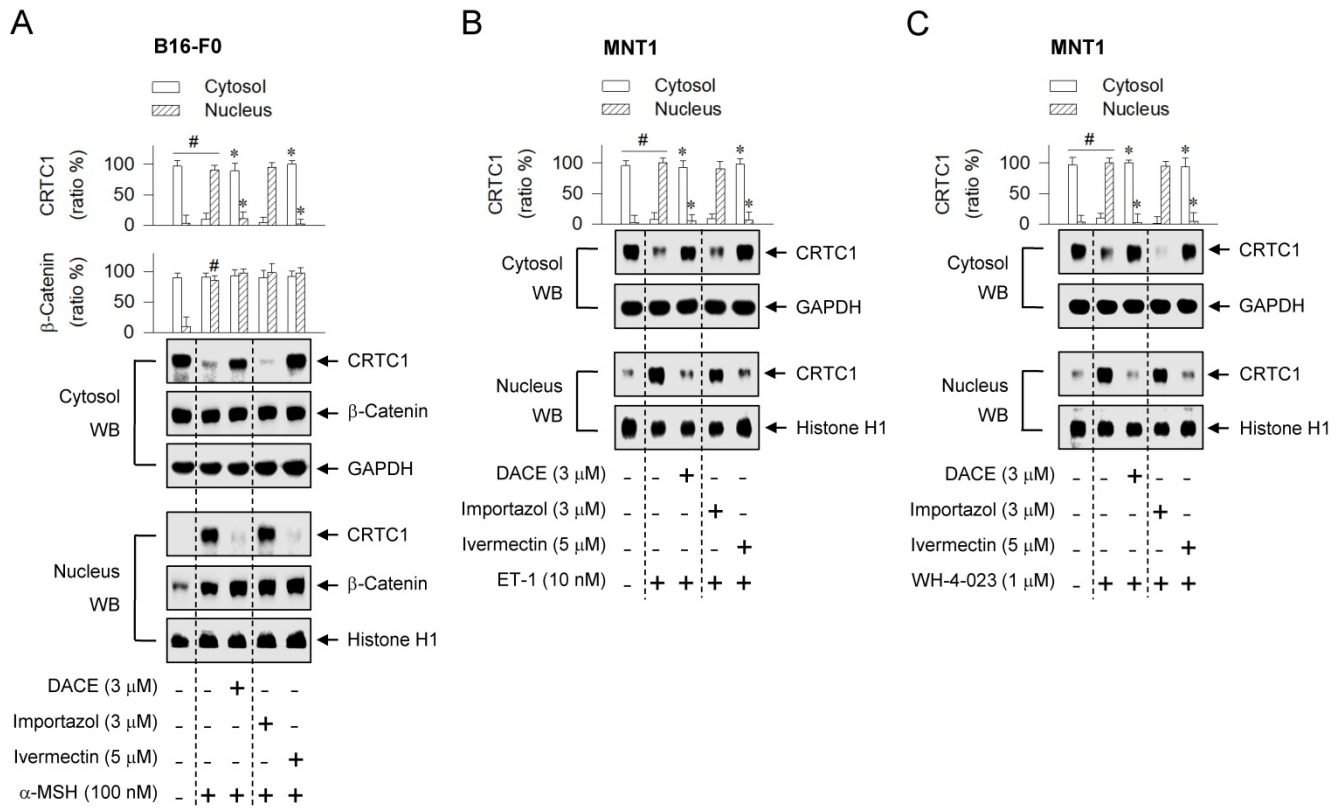 A
B16-F0
Cytosol
Nucleus
CRTC1
(ratio %)
100
50
0
#
*
*
*
*
β-Catenin
(ratio %)
100
50
0
#
Cytosol
WB
CRTC1
β-Catenin
GAPDH
Nucleus
WB
CRTC1
β-Catenin
Histone H1
DACE (3 μM) - - + - -
Importazol (3 μM) - - - + -
Ivermectin (5 μM) - - - - +
α-MSH (100 nM) - + + + +
B
MNT1
Cytosol
Nucleus
CRTC1
(ratio %)
100
50
0
#
*
*
*
*
Cytosol
WB
CRTC1
GAPDH
Nucleus
WB
CRTC1
Histone H1
DACE (3 μM) - - + - -
Importazol (3 μM) - - - + -
Ivermectin (5 μM) - - - - +
ET-1 (10 nM) - + + + +
C
MNT1
Cytosol
Nucleus
CRTC1
(ratio %)
100
50
0
#
*
*
*
*
Cytosol
WB
CRTC1
GAPDH
Nucleus
WB
CRTC1
Histone H1
DACE (3 μM) - - + - -
Importazol (3 μM) - - - + -
Ivermectin (5 μM) - - - - +
WH-4-023 (1 μM) - + + + +